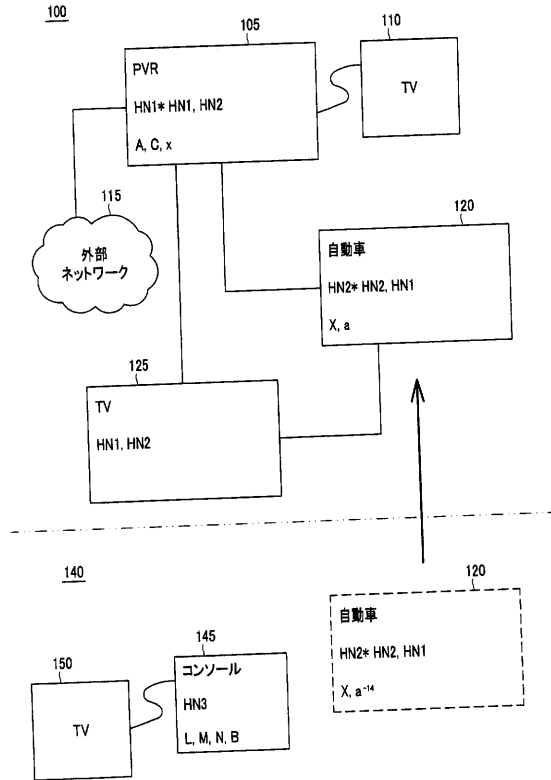 100
105
PVR
HN1* HN1, HN2
A, C, x
110
TV
115
外部
ネットワーク
120
自動車
HN2* HN2, HN1
X, a
125
TV
HN1, HN2
140
120
自動車
HN2* HN2, HN1
X, a⁻¹⁴
145
コンソール
HN3
L, M, N, B
150
TV